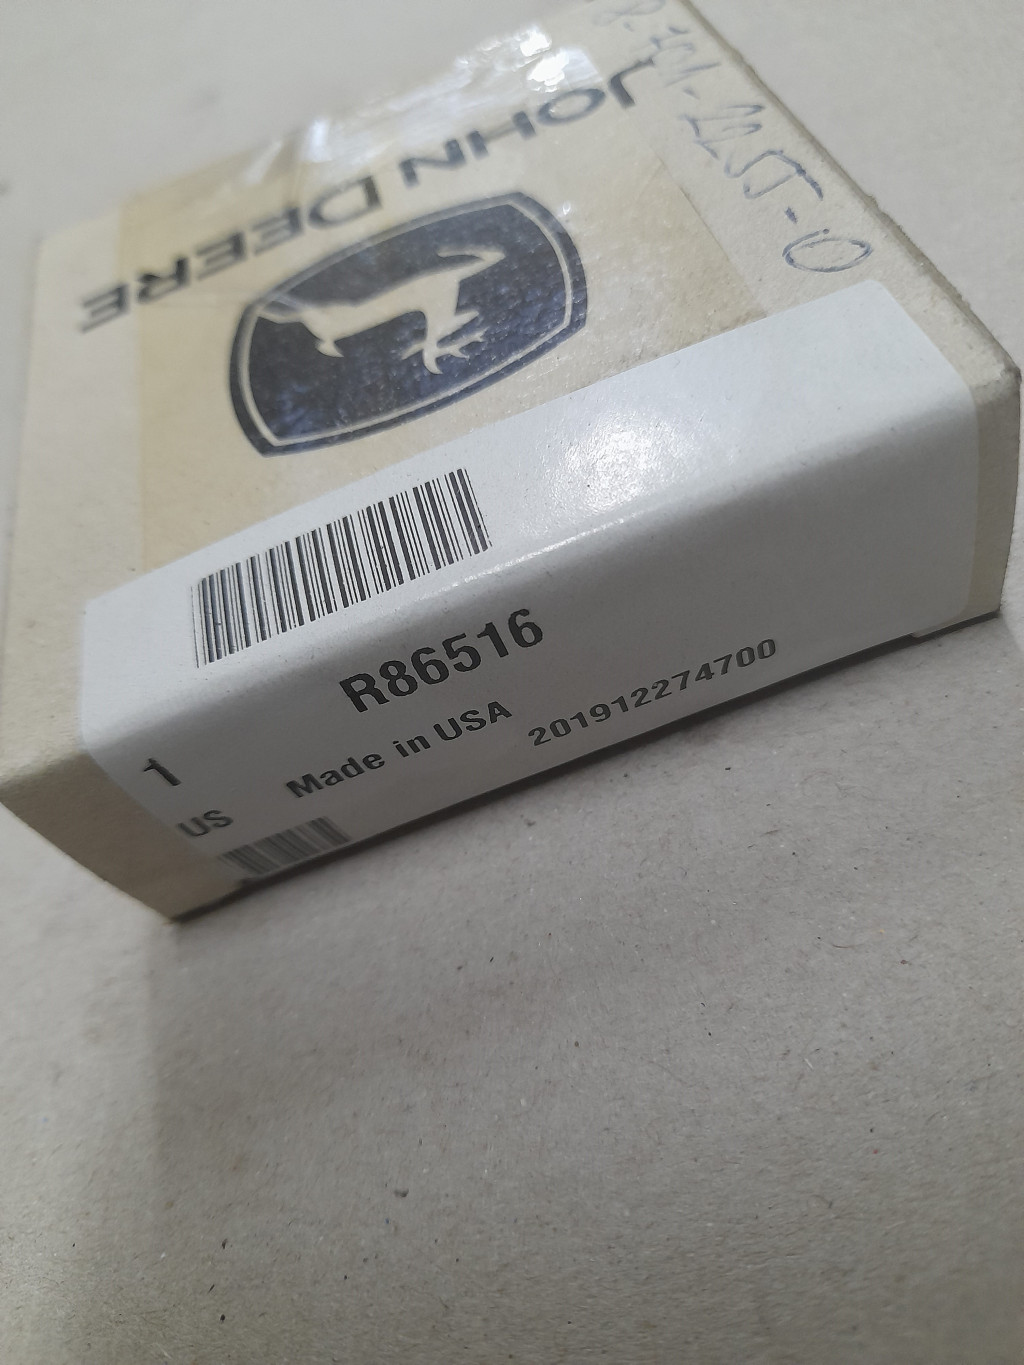 JOHN DEERE
R86516
1
Made in USA
201912274700
US